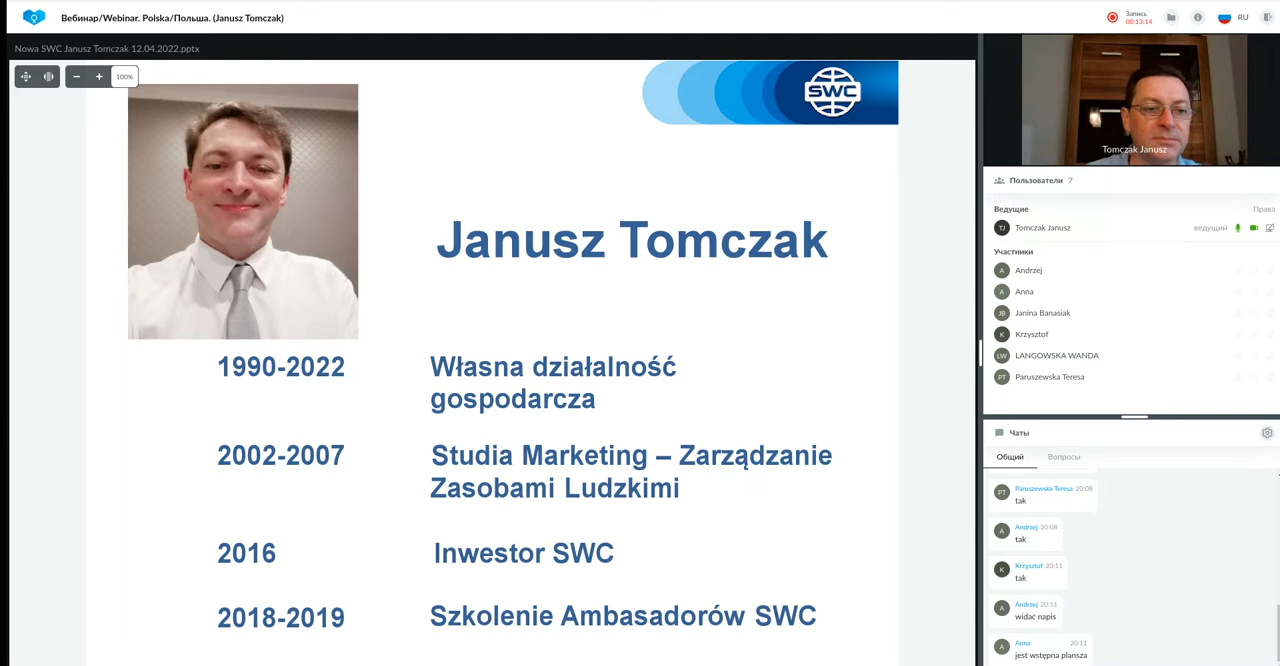 Вебинар/Webinar. Polska/Польша. (Janusz Tomczak)
Запись
00:13:14
RU
Nowa SWC Janusz Tomczak 12.04.2022.pptx
100%
SWC
Janusz Tomczak
1990-2022 Własna działalność
gospodarcza
2002-2007 Studia Marketing – Zarządzanie
Zasobami Ludzkimi
2016 Inwestor SWC
2018-2019 Szkolenie Ambasadorów SWC
Tomczak Janusz
Пользователи 7
Ведущие Права
TJ Tomczak Janusz ведущий
Участники
A Andrzej
A Anna
JB Janina Banasiak
K Krzysztof
LW LANGOWSKA WANDA
PT Paruszewska Teresa
Чаты
Общий Вопросы
PT Paruszewska Teresa 20:08
tak
A Andrzej 20:08
tak
K Krzysztof 20:11
tak
A Andrzej 20:11
widać napis
A Anna 20:11
jest wstępna plansza